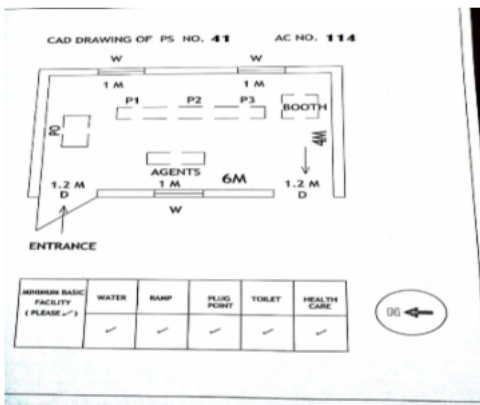 CAD DRAWING OF PS NO. 41 AC NO. 114
W W
1 M 1 M
P1 P2 P3
BOOTH
PO
4M
AGENTS
1.2 M 1 M 6M 1.2 M
D D
W
ENTRANCE
MINIMUM BASIC FACILITY ( PLEASE ✓ ) WATER RAMP PLUG POINT TOILET HEALTH CARE
✓ ✓ ✓ ✓ ✓
N